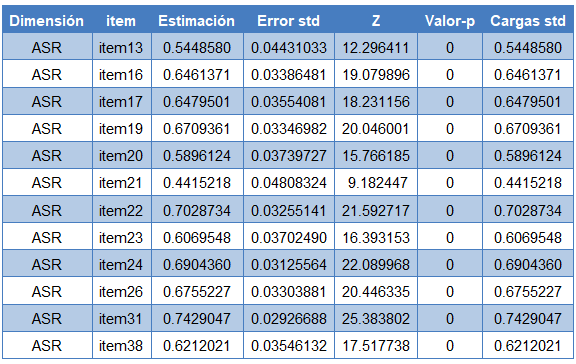 Dimensión item Estimación Error std Z Valor-p Cargas std
ASR item13 0.5448580 0.04431033 12.296411 0 0.5448580
ASR item16 0.6461371 0.03386481 19.079896 0 0.6461371
ASR item17 0.6479501 0.03554081 18.231156 0 0.6479501
ASR item19 0.6709361 0.03346982 20.046001 0 0.6709361
ASR item20 0.5896124 0.03739727 15.766185 0 0.5896124
ASR item21 0.4415218 0.04808324 9.182447 0 0.4415218
ASR item22 0.7028734 0.03255141 21.592717 0 0.7028734
ASR item23 0.6069548 0.03702490 16.393153 0 0.6069548
ASR item24 0.6904360 0.03125564 22.089968 0 0.6904360
ASR item26 0.6755227 0.03303881 20.446335 0 0.6755227
ASR item31 0.7429047 0.02926688 25.383802 0 0.7429047
ASR item38 0.6212021 0.03546132 17.517738 0 0.6212021